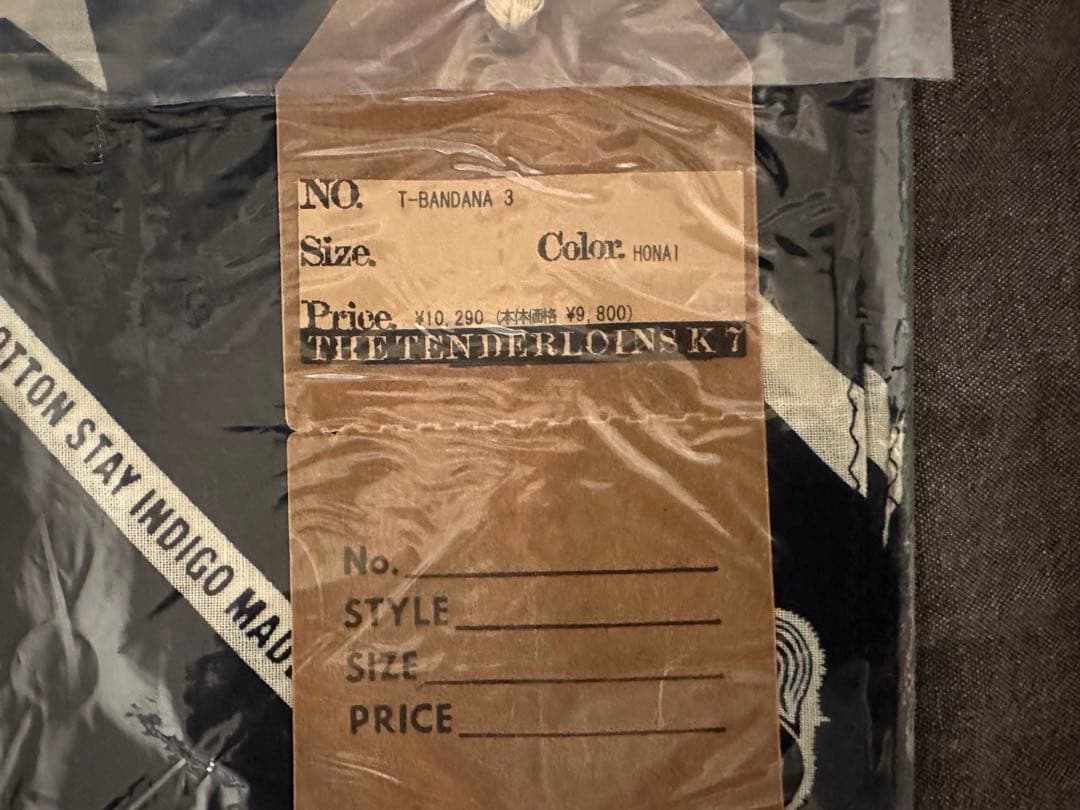 NO. T-BANDANA 3
Size. Color. HONAI
Price. ¥10,290 (本体価格 ¥9,800)
THE TENDERLOINS K 7
OTTON STAY INDIGO MAD
No.
STYLE
SIZE
PRICE